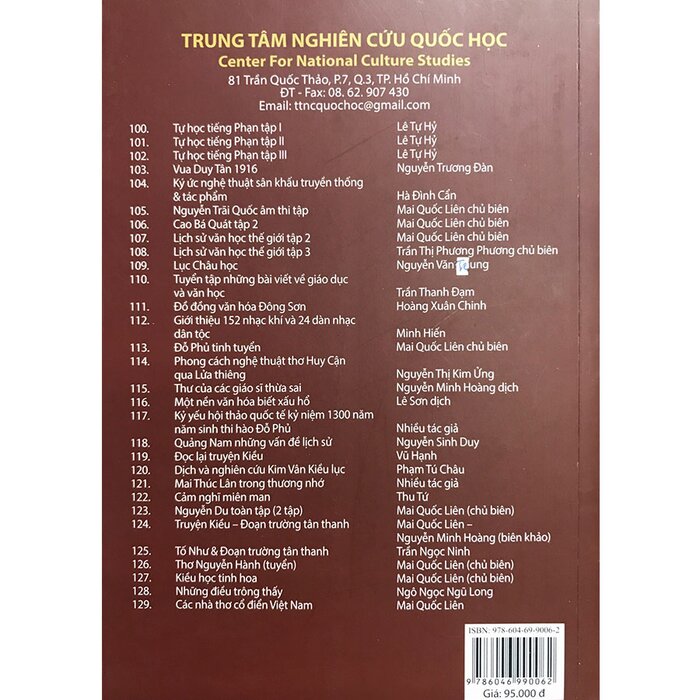 TRUNG TÂM NGHIÊN CỨU QUỐC HỌC
Center For National Culture Studies
81 Trần Quốc Thảo, P.7, Q.3, TP. Hồ Chí Minh
ĐT - Fax: 08. 62. 907 430
Email: ttncquochoc@gmail.com
100. Tự học tiếng Phạn tập I Lê Tự Hỷ
101. Tự học tiếng Phạn tập II Lê Tự Hỷ
102. Tự học tiếng Phạn tập III Lê Tự Hỷ
103. Vua Duy Tân 1916 Nguyễn Trương Đàn
104. Ký ức nghệ thuật sân khấu truyền thống
& tác phẩm Hà Đình Cẩn
105. Nguyễn Trãi Quốc âm thi tập Mai Quốc Liên chủ biên
106. Cao Bá Quát tập 2 Mai Quốc Liên chủ biên
107. Lịch sử văn học thế giới tập 2 Mai Quốc Liên chủ biên
108. Lịch sử văn học thế giới tập 3 Trần Thị Phương Phương chủ biên
109. Lục Châu học Nguyễn Văn
110. Tuyển tập những bài viết về giáo dục
và văn học Trần Thanh Đạm
111. Đồ đồng văn hóa Đông Sơn Hoàng Xuân Chinh
112. Giới thiệu 152 nhạc khí và 24 dàn nhạc
dân tộc Minh Hiến
113. Đỗ Phủ tinh tuyển Mai Quốc Liên chủ biên
114. Phong cách nghệ thuật thơ Huy Cận
qua Lửa thiêng Nguyễn Thị Kim Ửng
115. Thư của các giáo sĩ thừa sai Nguyễn Minh Hoàng dịch
116. Một nền văn hóa biết xấu hổ Lê Sơn dịch
117. Kỷ yếu hội thảo quốc tế kỷ niệm 1300 năm
năm sinh thi hào Đỗ Phủ Nhiều tác giả
118. Quảng Nam những vấn đề lịch sử Nguyễn Sinh Duy
119. Đọc lại truyện Kiều Vũ Hạnh
120. Dịch và nghiên cứu Kim Vân Kiều lục Phạm Tú Châu
121. Mai Thúc Lân trong thương nhớ Nhiều tác giả
122. Cảm nghĩ miên man Thu Tứ
123. Nguyễn Du toàn tập (2 tập) Mai Quốc Liên (chủ biên)
124. Truyện Kiều – Đoạn trường tân thanh Mai Quốc Liên –
Nguyễn Minh Hoàng (biên khảo)
125. Tố Như & Đoạn trường tân thanh Trần Ngọc Ninh
126. Thơ Nguyễn Hành (tuyển) Mai Quốc Liên (chủ biên)
127. Kiều học tinh hoa Mai Quốc Liên (chủ biên)
128. Những điều trông thấy Ngô Ngọc Ngũ Long
129. Các nhà thơ cổ điển Việt Nam Mai Quốc Liên
ISBN: 978-604-69-9006-2
9 786046 990062
Giá: 95.000 đ